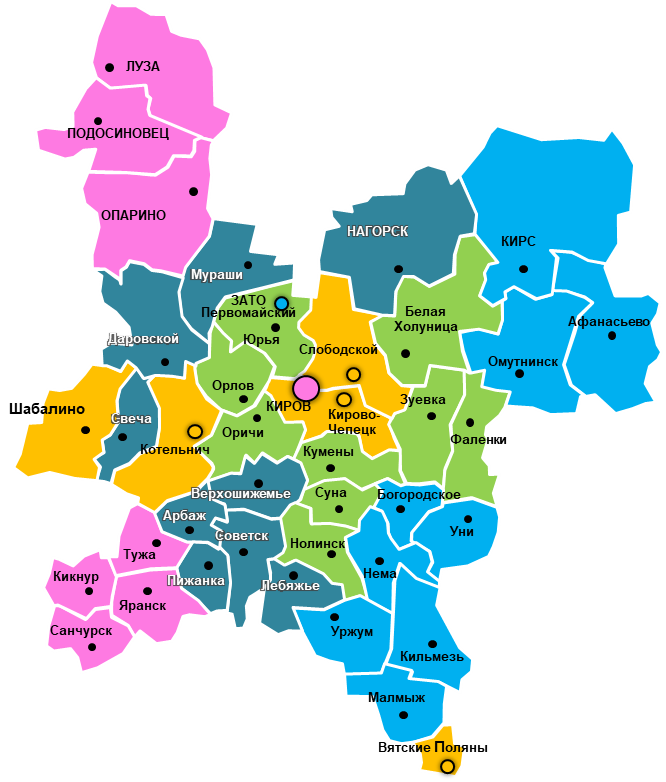 ЛУЗА
ПОДОСИНОВЕЦ
ОПАРИНО
НАГОРСК
КИРС
Мураши
ЗАТО
Первомайский
Юрья
Белая
Холуница
Афанасьево
Даровской
Слободской
Омутнинск
Орлов
КИРОВ
Кирово-
Чепецк
Зуевка
Шабалино
Свеча
Котельнич
Оричи
Фаленки
Кумены
Верхошижемье
Суна
Богородское
Арбаж
Советск
Нолинск
Уни
Тужа
Пижанка
Лебяжье
Нема
Кикнур
Яранск
Санчурск
Уржум
Кильмезь
Малмыж
Вятские Поляны